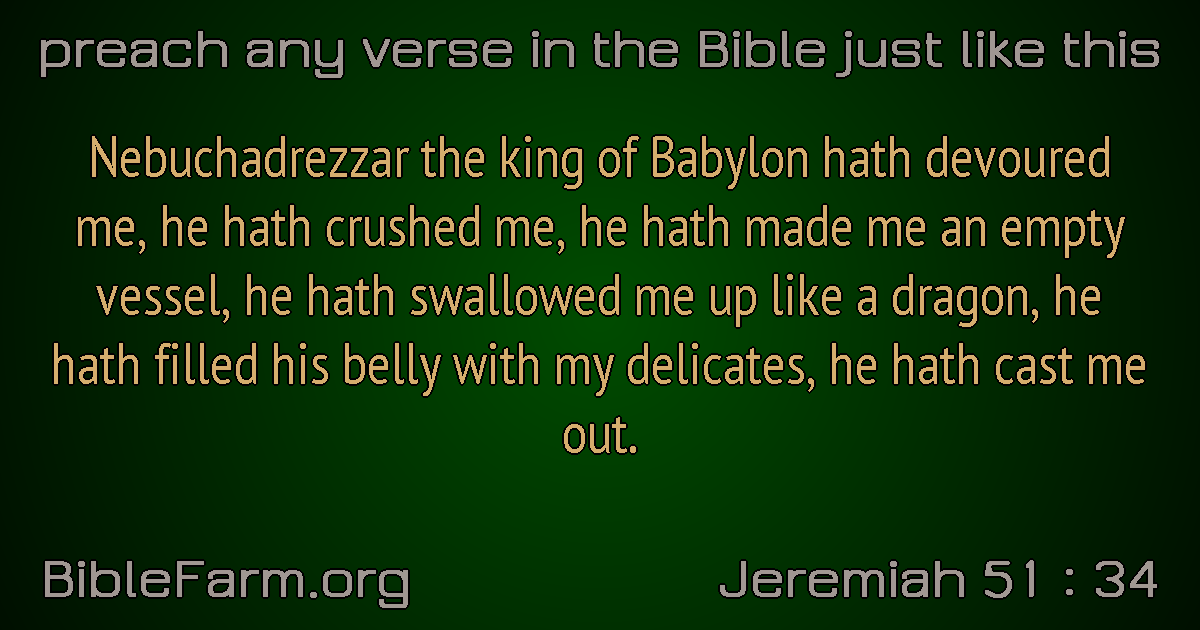 preach any verse in the Bible just like this
Nebuchadrezzar the king of Babylon hath devoured
me, he hath crushed me, he hath made me an empty
vessel, he hath swallowed me up like a dragon, he
hath filled his belly with my delicates, he hath cast me
out.
BibleFarm.org
Jeremiah 51 : 34